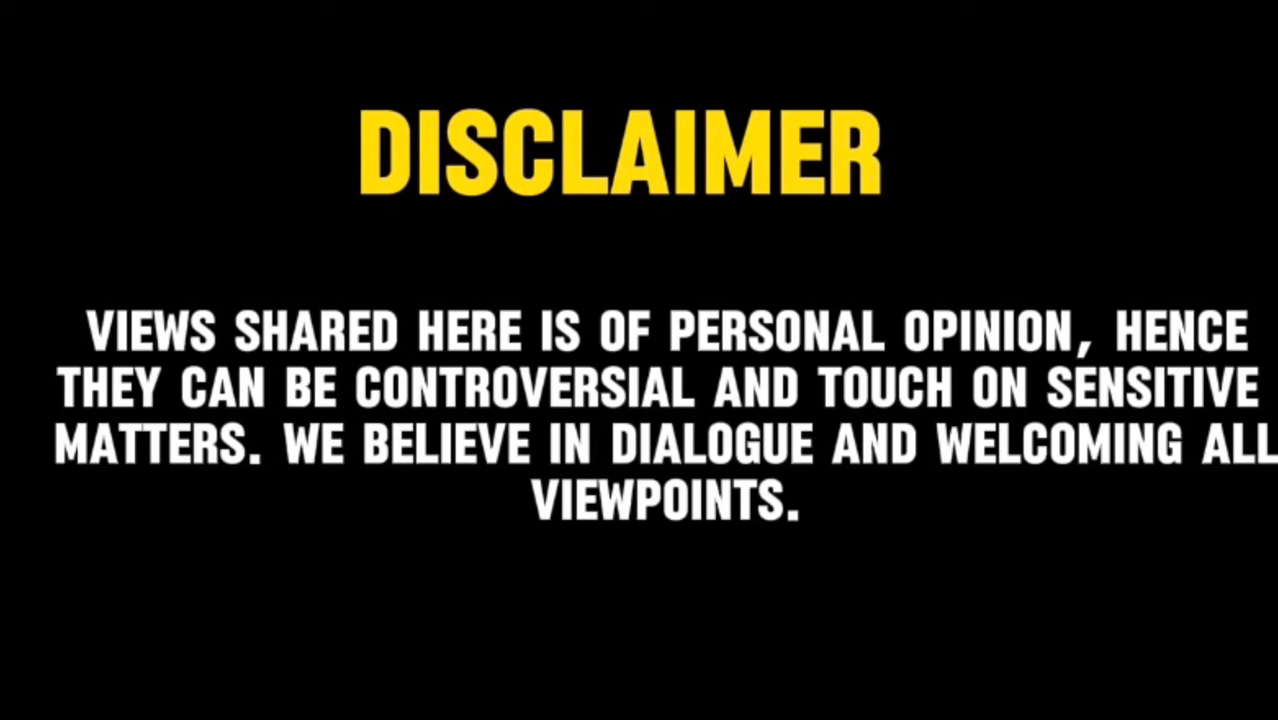 DISCLAIMER
VIEWS SHARED HERE IS OF PERSONAL OPINION, HENCE
THEY CAN BE CONTROVERSIAL AND TOUCH ON SENSITIVE
MATTERS. WE BELIEVE IN DIALOGUE AND WELCOMING ALL
VIEWPOINTS.